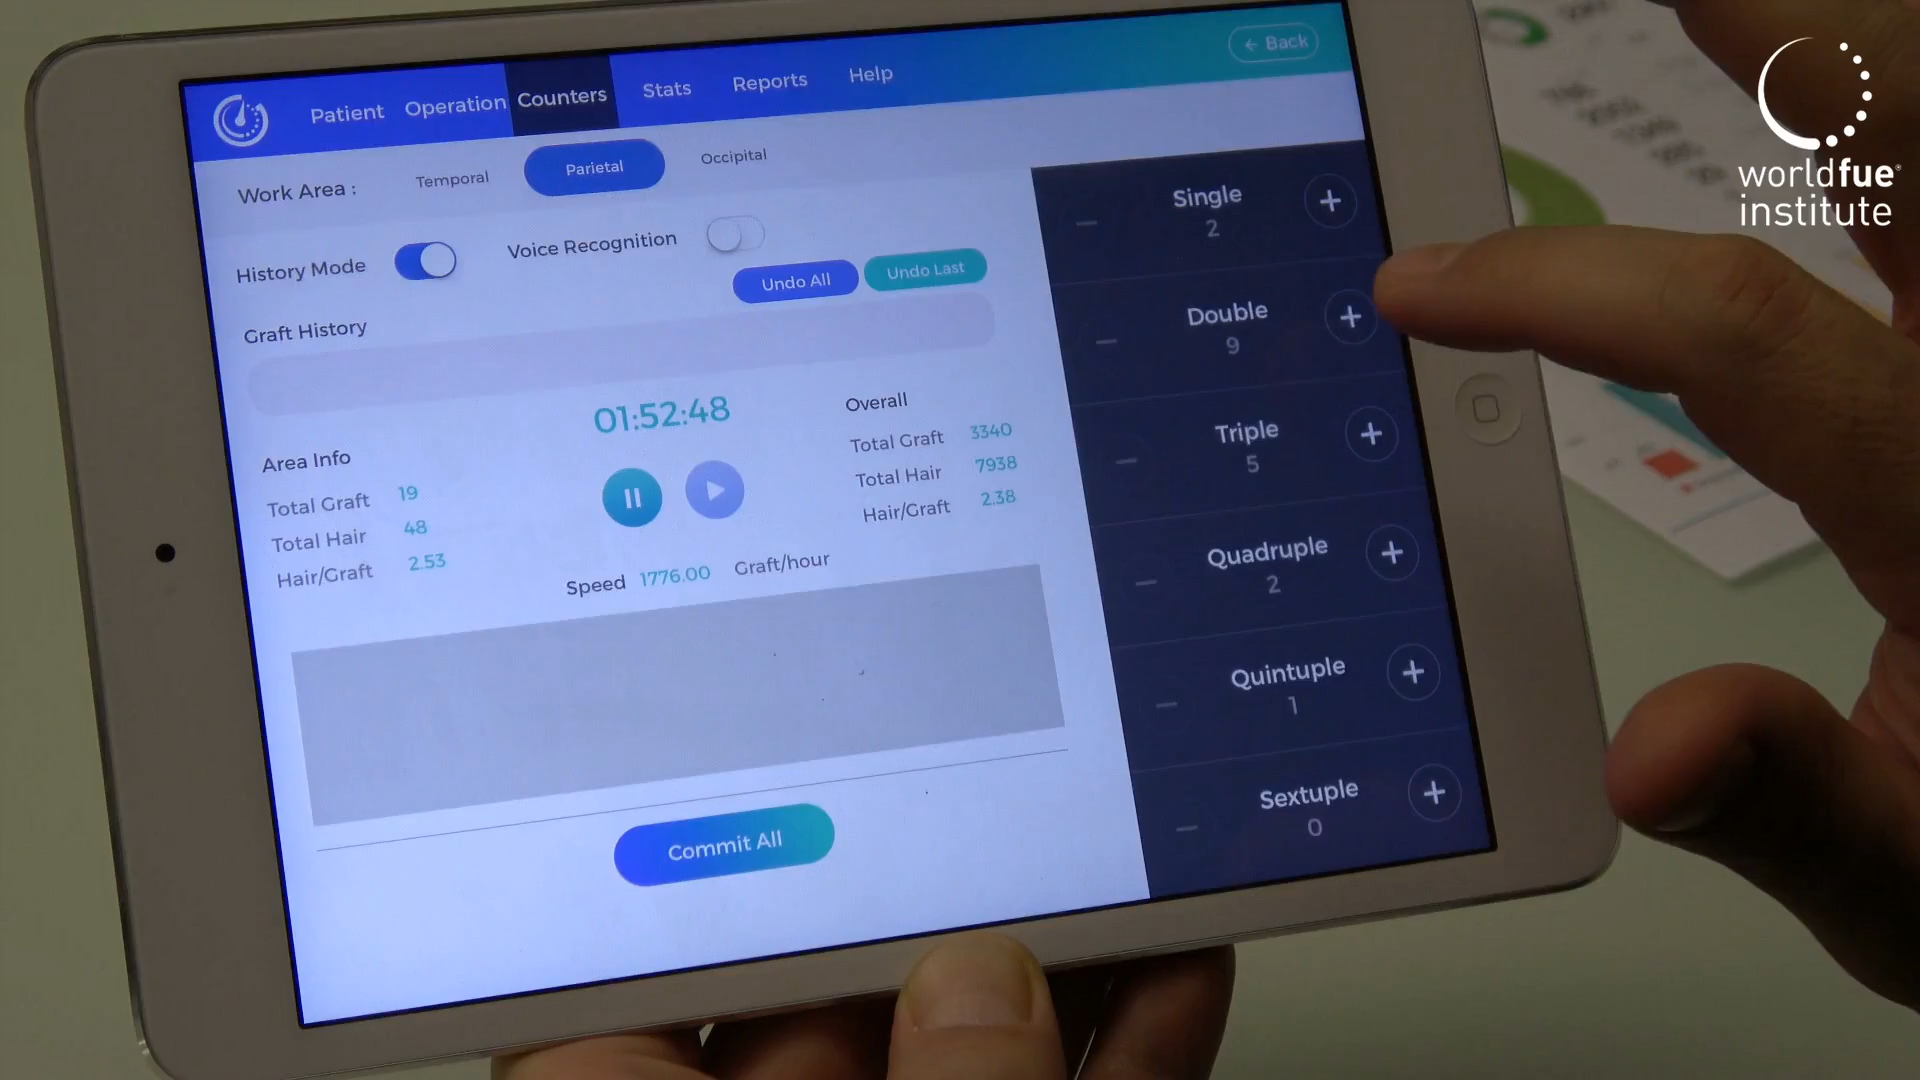 Patient Operation Counters Stats Reports Help ← Back
Work Area : Temporal Parietal Occipital
History Mode Voice Recognition
Undo All Undo Last
Graft History
01:52:48
Area Info
Total Graft 19
Total Hair 48
Hair/Graft 2.53
Overall
Total Graft 3340
Total Hair 7938
Hair/Graft 2.38
Speed 1776.00 Graft/hour
Commit All
Single
2
Double
9
Triple
5
Quadruple
2
Quintuple
1
Sextuple
0
worldfue®
institute